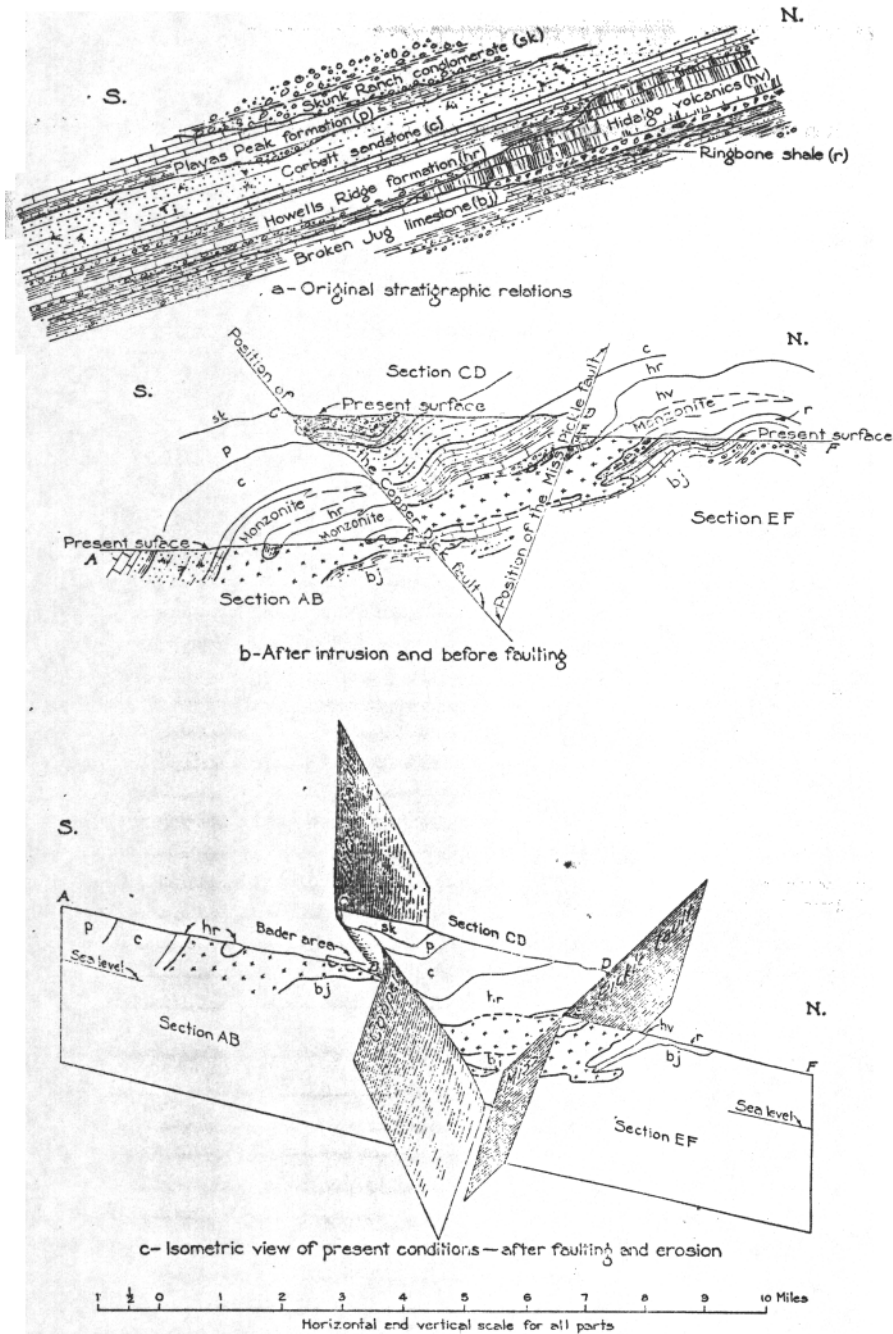 N.
S.
Skunk Ranch conglomerate (sk)
Playas Peak formation (p)
Corbett sandstone (c)
Hidalgo volcanics (hv)
Howells Ridge formation (hr)
Ringbone shale (r)
Broken Jug limestone (bj)
a-Original stratigraphic relations
N.
S.
Position of
the Copper
fault
Section CD
Present surface
Position of the Miss Pickle fault
c
hr
hv
Monzonite
r
Present surface
F
sk
C
p
c
Monzonite
hr
Monzonite
bj
Section EF
Present suface
A
Section AB
bj
b-After intrusion and before faulting
S.
N.
A
p
c
hr
Bader area
Sea level
bj
Section AB
C
sk
p
Section CD
c
D
hr
hv
r
bj
F
Sea level
Section EF
c- Isometric view of present conditions—after faulting and erosion
1 ½ 0 1 2 3 4 5 6 7 8 9 10 Miles
Horizontal and vertical scale for all parts